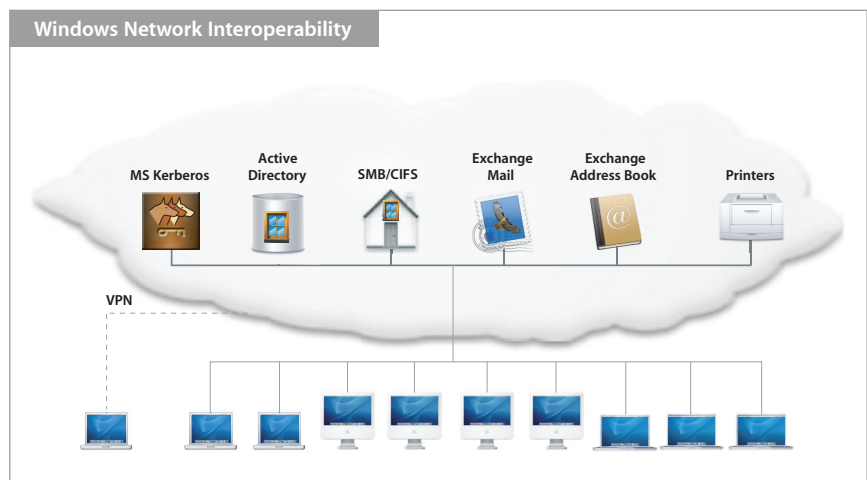 Windows Network Interoperability
MS Kerberos
Active
Directory
SMB/CIFS
Exchange
Mail
Exchange
Address Book
Printers
@
VPN